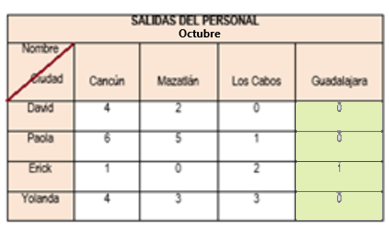 SALIDAS DEL PERSONAL
Octubre
Nombre
Ciudad Cancún Mazatlán Los Cabos Guadalajara
David 4 2 0 0
Paola 6 5 1 0
Erick 1 0 2 1
Yolanda 4 3 3 0